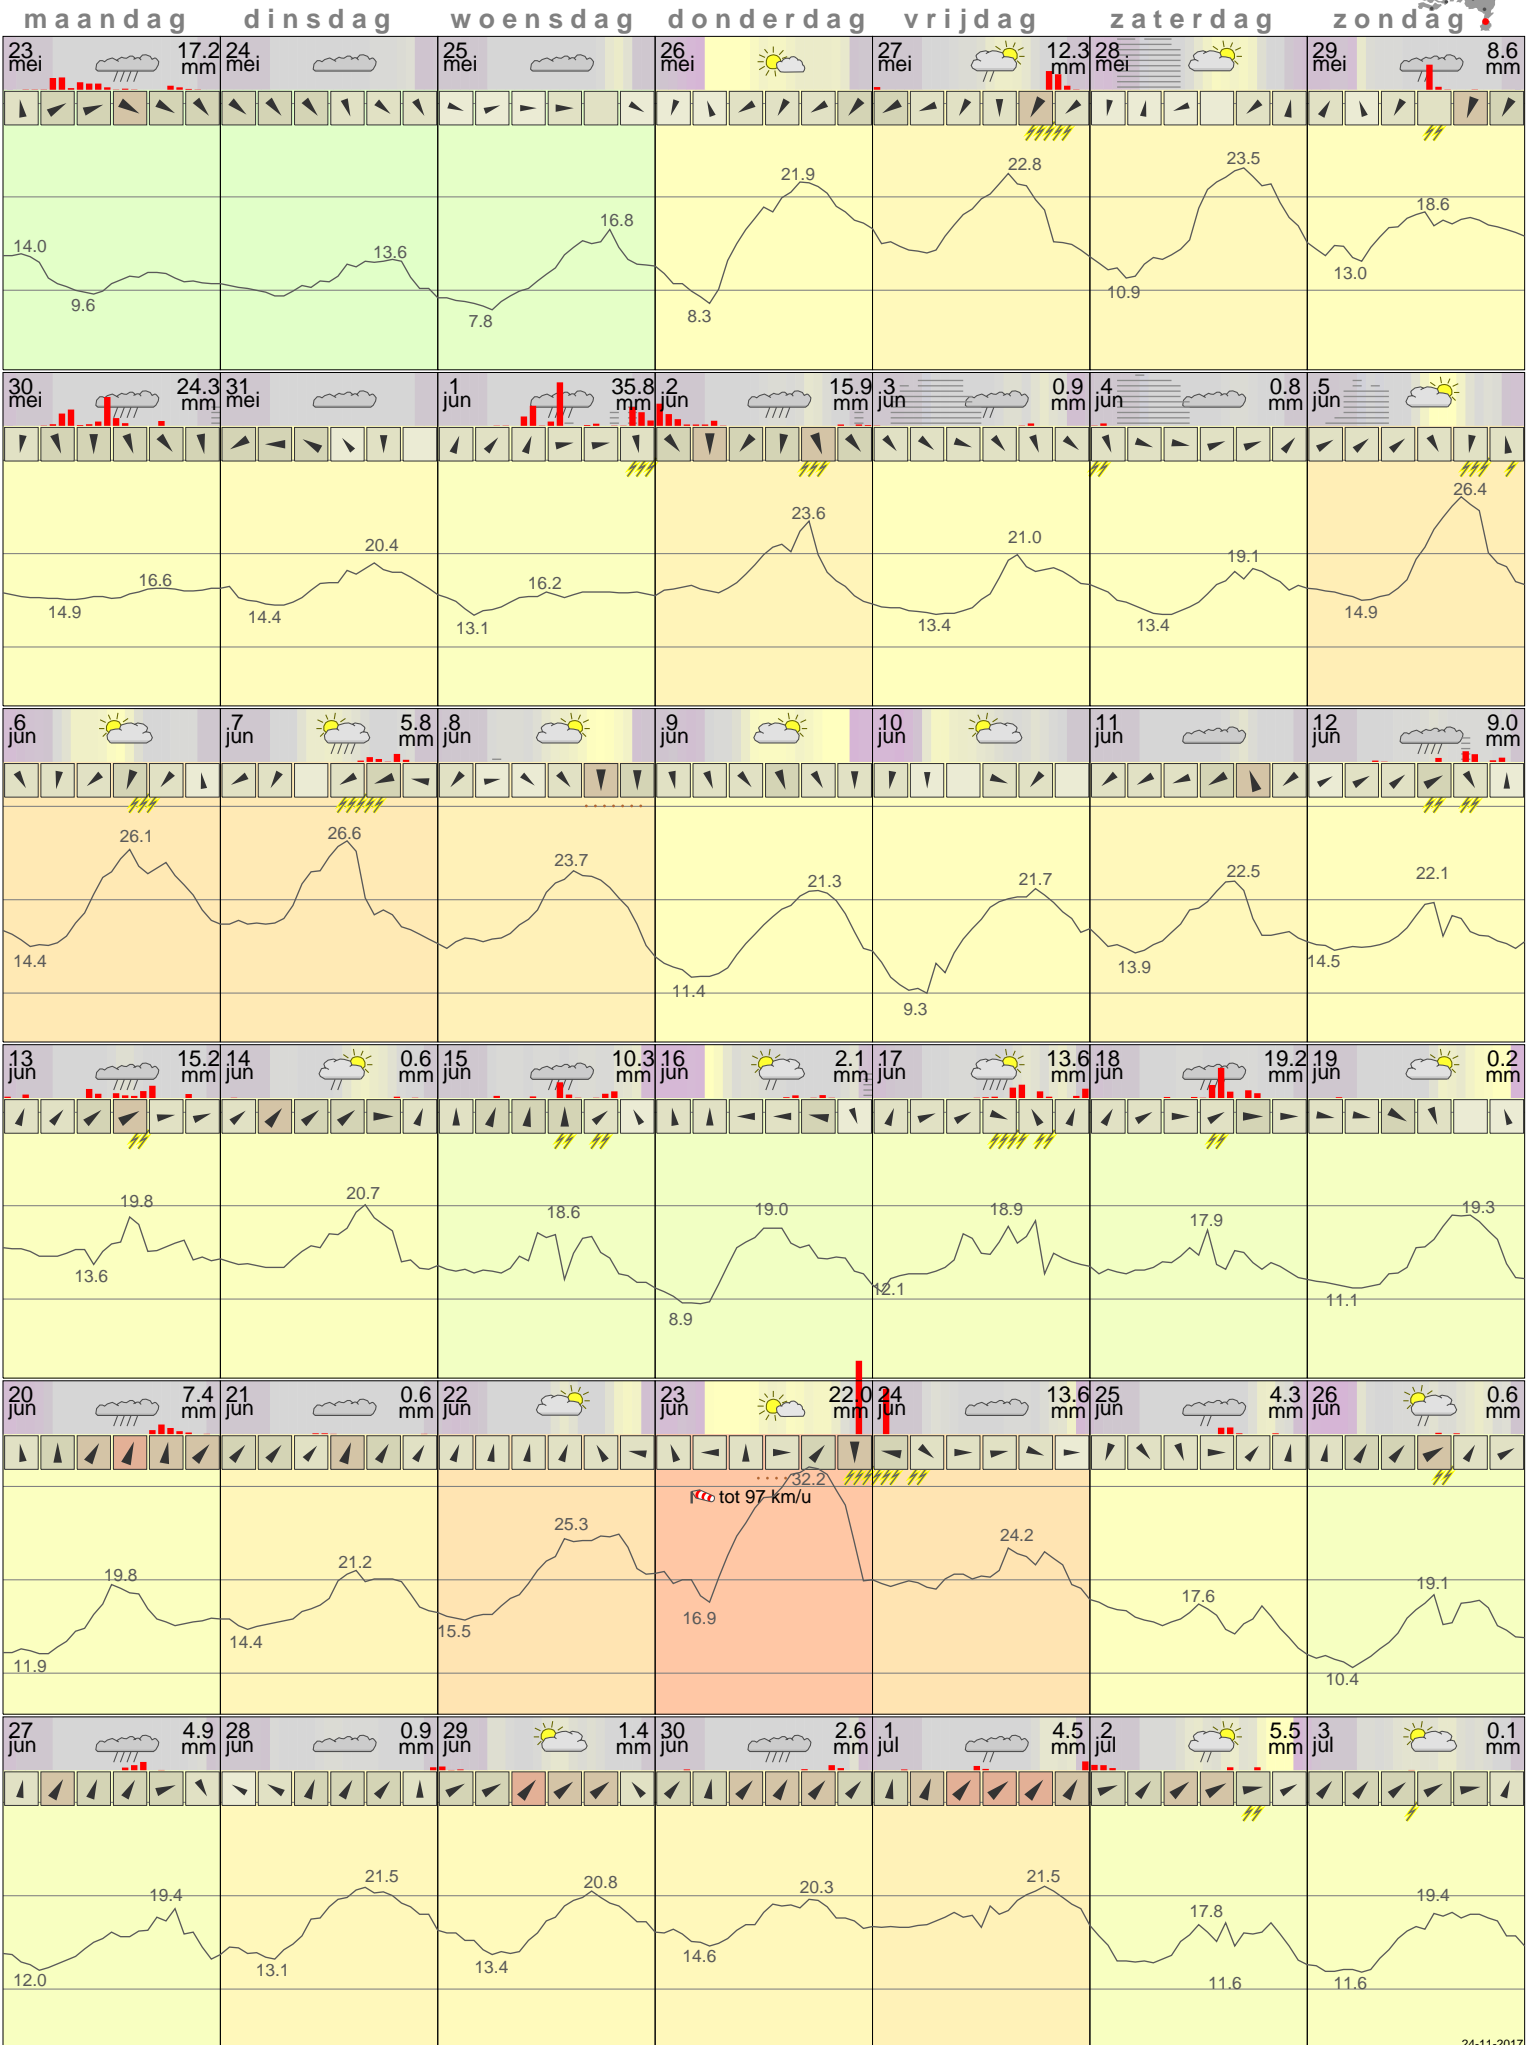 maandag dinsdag woensdag donderdag vrijdag zaterdag zondag
23 mei 17.2 mm 24 mei 25 mei 26 mei 27 mei 12.3 mm 28 mei 29 mei 8.6 mm
14.0 9.6 13.6 7.8 16.8 8.3 21.9 22.8 10.9 23.5 13.0 18.6
30 mei 24.3 mm 31 mei .1 jun 35.8 mm .2 jun 15.9 mm .3 jun 0.9 mm .4 jun 0.8 mm .5 jun
14.9 16.6 14.4 20.4 13.1 16.2 23.6 13.4 21.0 13.4 19.1 14.9 26.4
.6 jun .7 jun 5.8 mm .8 jun .9 jun 10 jun 11 jun 12 jun 9.0 mm
14.4 26.1 26.6 23.7 11.4 21.3 9.3 21.7 13.9 22.5 14.5 22.1
13 jun 15.2 mm 14 jun 0.6 mm 15 jun 10.3 mm 16 jun 2.1 mm 17 jun 13.6 mm 18 jun 19.2 mm 19 jun 0.2 mm
13.6 19.8 20.7 18.6 8.9 19.0 12.1 18.9 17.9 11.1 19.3
20 jun 7.4 mm 21 jun 0.6 mm 22 jun 23 jun 22.0 mm 24 jun 13.6 mm 25 jun 4.3 mm 26 jun 0.6 mm
32.2
tot 97 km/u
11.9 19.8 14.4 21.2 15.5 25.3 16.9 24.2 17.6 10.4 19.1
27 jun 4.9 mm 28 jun 0.9 mm 29 jun 1.4 mm 30 jun 2.6 mm .1 jul 4.5 mm .2 jul 5.5 mm .3 jul 0.1 mm
12.0 19.4 13.1 21.5 13.4 20.8 14.6 20.3 21.5 17.8 11.6 11.6 19.4
24-11-2017